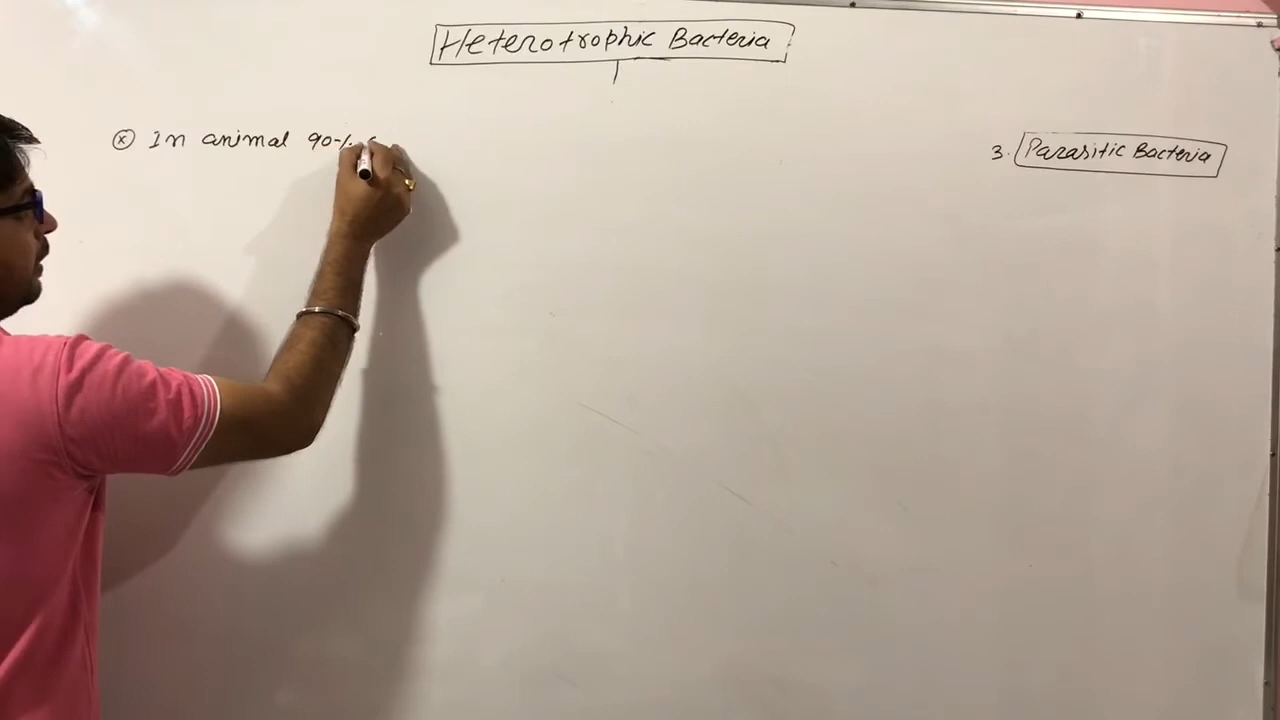 Heterotrophic Bacteria
ⓧ In animal 90%
3. Parasitic Bacteria